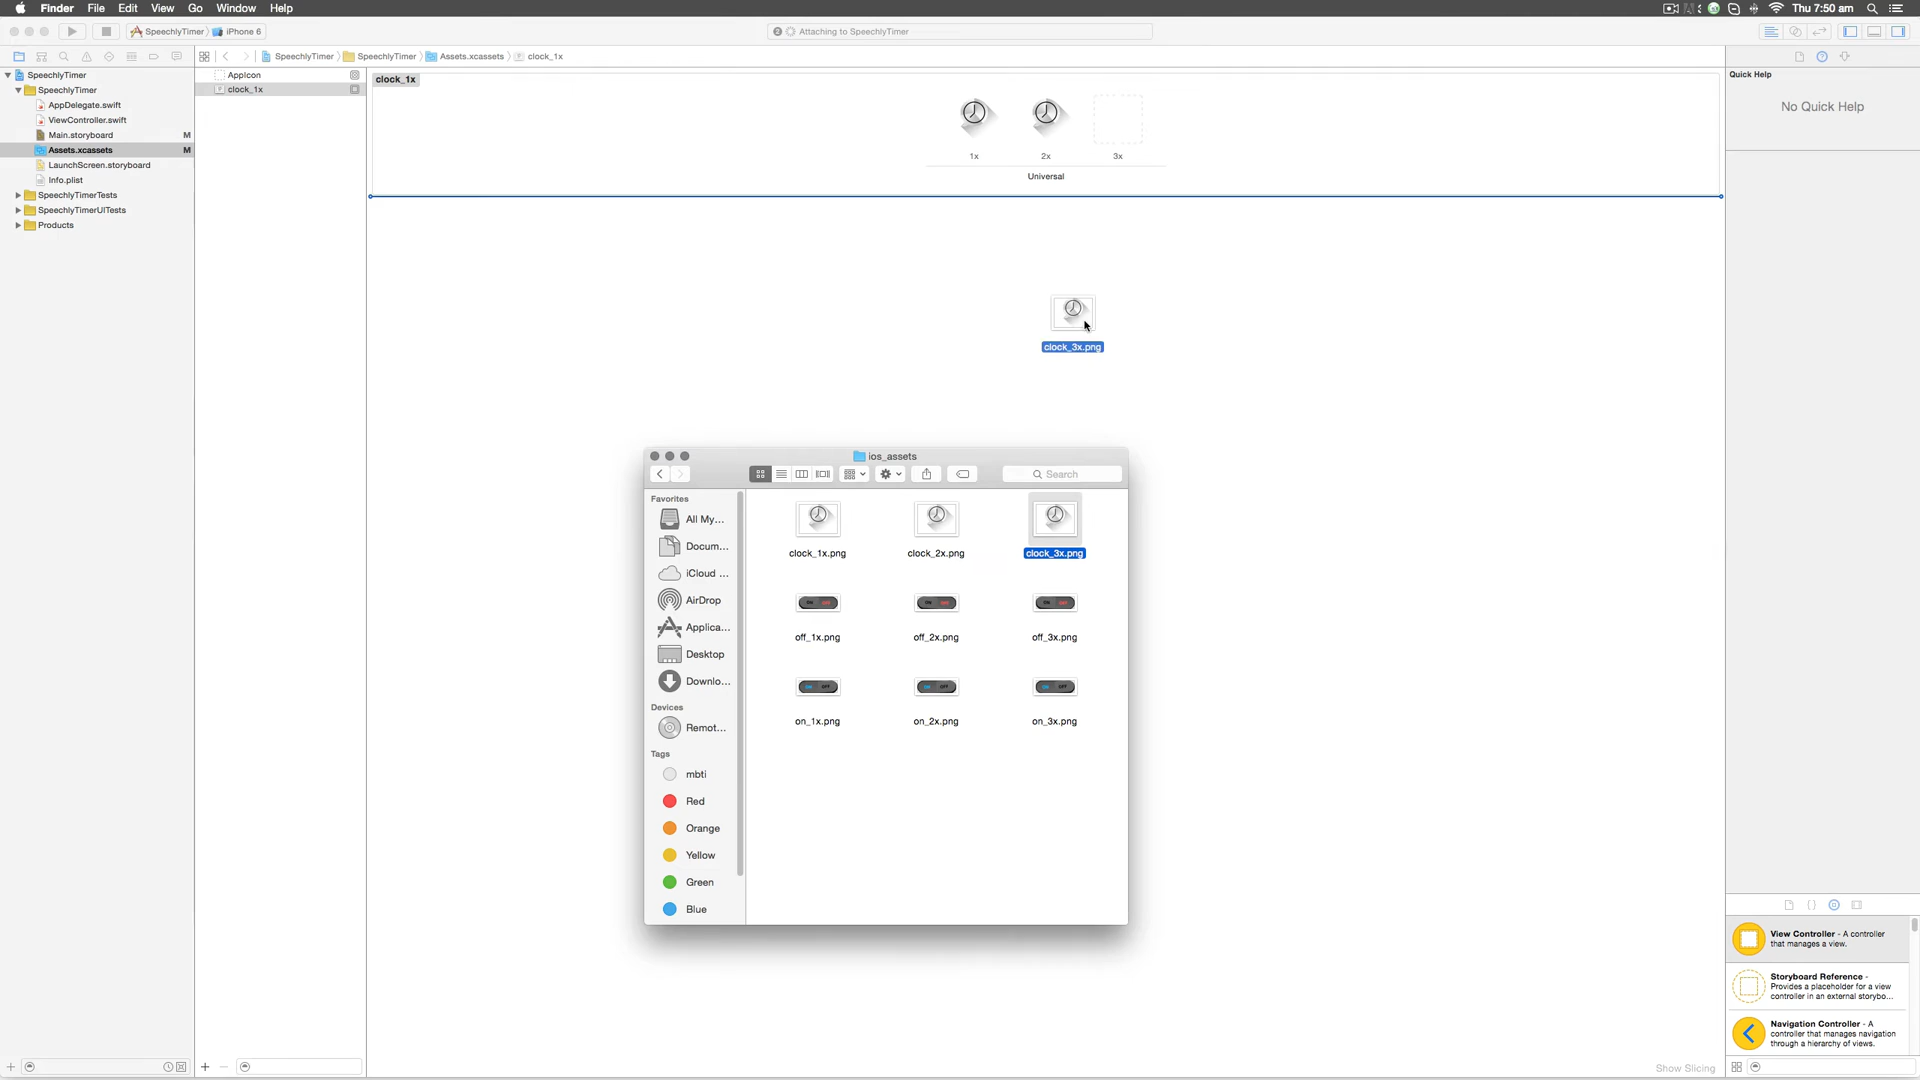 Finder File Edit View Go Window Help
Thu 7:50 am
SpeechlyTimer iPhone 6
2 Attaching to SpeechlyTimer
SpeechlyTimer SpeechlyTimer Assets.xcassets clock_1x
SpeechlyTimer
SpeechlyTimer
AppDelegate.swift
ViewController.swift
Main.storyboard M
Assets.xcassets M
LaunchScreen.storyboard
Info.plist
SpeechlyTimerTests
SpeechlyTimerUITests
Products
AppIcon
clock_1x
clock_1x
1x 2x 3x
Universal
clock_3x.png
Quick Help
No Quick Help
ios_assets
Search
Favorites
All My...
Docum...
iCloud ...
AirDrop
Applica...
Desktop
Downlo...
Devices
Remot...
Tags
mbti
Red
Orange
Yellow
Green
Blue
clock_1x.png clock_2x.png clock_3x.png
off_1x.png off_2x.png off_3x.png
on_1x.png on_2x.png on_3x.png
View Controller - A controller
that manages a view.
Storyboard Reference -
Provides a placeholder for a view
controller in an external storybo...
Navigation Controller - A
controller that manages navigation
through a hierarchy of views.
Show Slicing